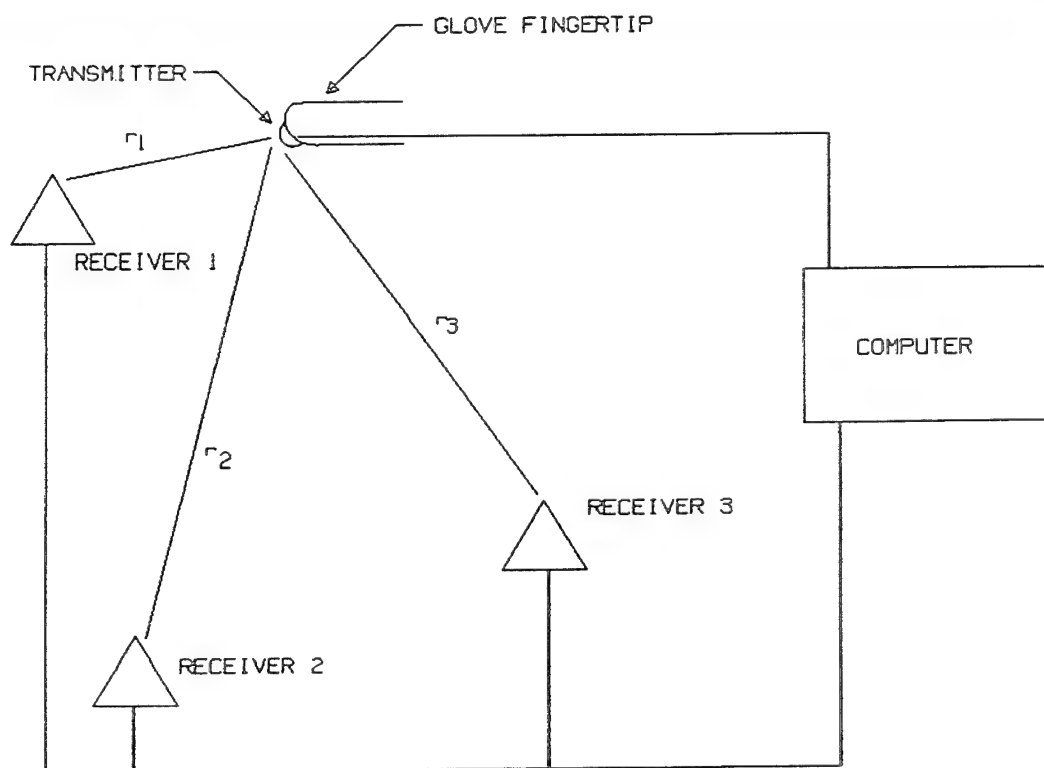 GLOVE FINGERTIP
TRANSMITTER
r1
RECEIVER 1
r3
COMPUTER
r2
RECEIVER 3
RECEIVER 2